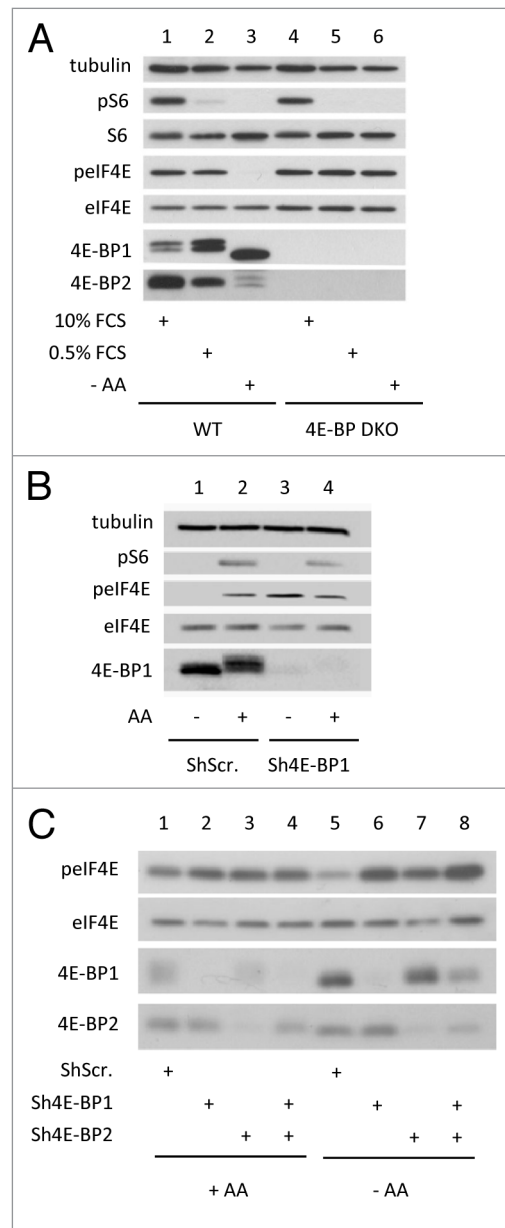 A
1 2 3 4 5 6
tubulin
pS6
S6
peIF4E
eIF4E
4E-BP1
4E-BP2
10% FCS + +
0.5% FCS + +
- AA + +
WT 4E-BP DKO
B
1 2 3 4
tubulin
pS6
peIF4E
eIF4E
4E-BP1
AA - + - +
ShScr. Sh4E-BP1
C
1 2 3 4 5 6 7 8
peIF4E
eIF4E
4E-BP1
4E-BP2
ShScr. + +
Sh4E-BP1 + + + +
Sh4E-BP2 + + + +
+ AA - AA